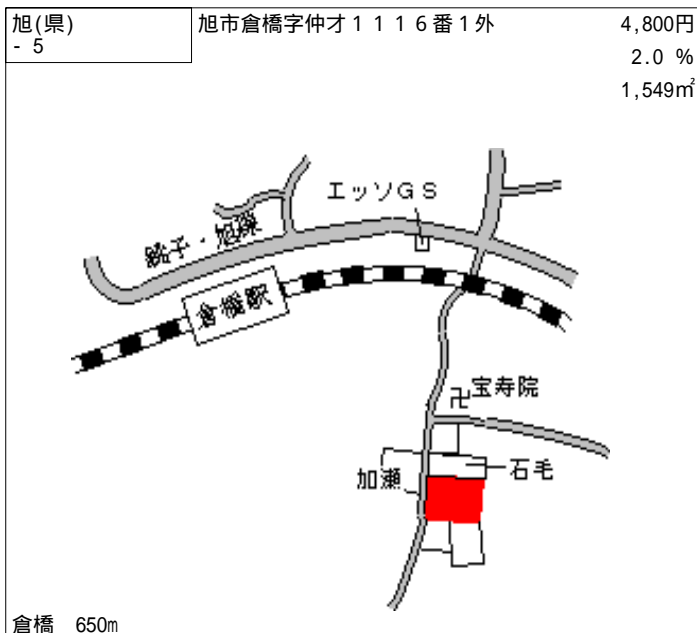 旭(県)
- 5
旭市倉橋字仲才１１１６番１外
4,800円
2.0 %
1,549㎡
エッソＧＳ
銚子・旭線
倉橋駅
卍宝寿院
石毛
加瀬
倉橋 650m